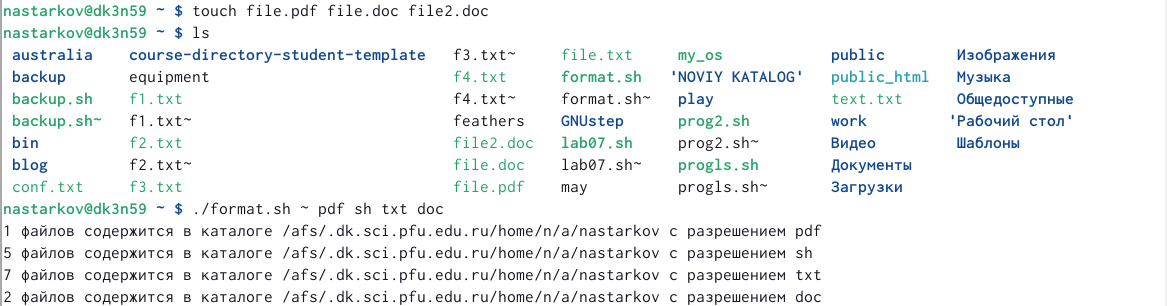 nastarkov@dk3n59 ~ $ touch file.pdf file.doc file2.doc
nastarkov@dk3n59 ~ $ ls
australia course-directory-student-template f3.txt~ file.txt my_os public Изображения
backup equipment f4.txt format.sh 'NOVIY KATALOG' public_html Музыка
backup.sh f1.txt f4.txt~ format.sh~ play text.txt Общедоступные
backup.sh~ f1.txt~ feathers GNUstep prog2.sh work 'Рабочий стол'
bin f2.txt file2.doc lab07.sh prog2.sh~ Видео Шаблоны
blog f2.txt~ file.doc lab07.sh~ progls.sh Документы
conf.txt f3.txt file.pdf may progls.sh~ Загрузки
nastarkov@dk3n59 ~ $ ./format.sh ~ pdf sh txt doc
1 файлов содержится в каталоге /afs/.dk.sci.pfu.edu.ru/home/n/a/nastarkov с разрешением pdf
5 файлов содержится в каталоге /afs/.dk.sci.pfu.edu.ru/home/n/a/nastarkov с разрешением sh
7 файлов содержится в каталоге /afs/.dk.sci.pfu.edu.ru/home/n/a/nastarkov с разрешением txt
2 файлов содержится в каталоге /afs/.dk.sci.pfu.edu.ru/home/n/a/nastarkov с разрешением doc